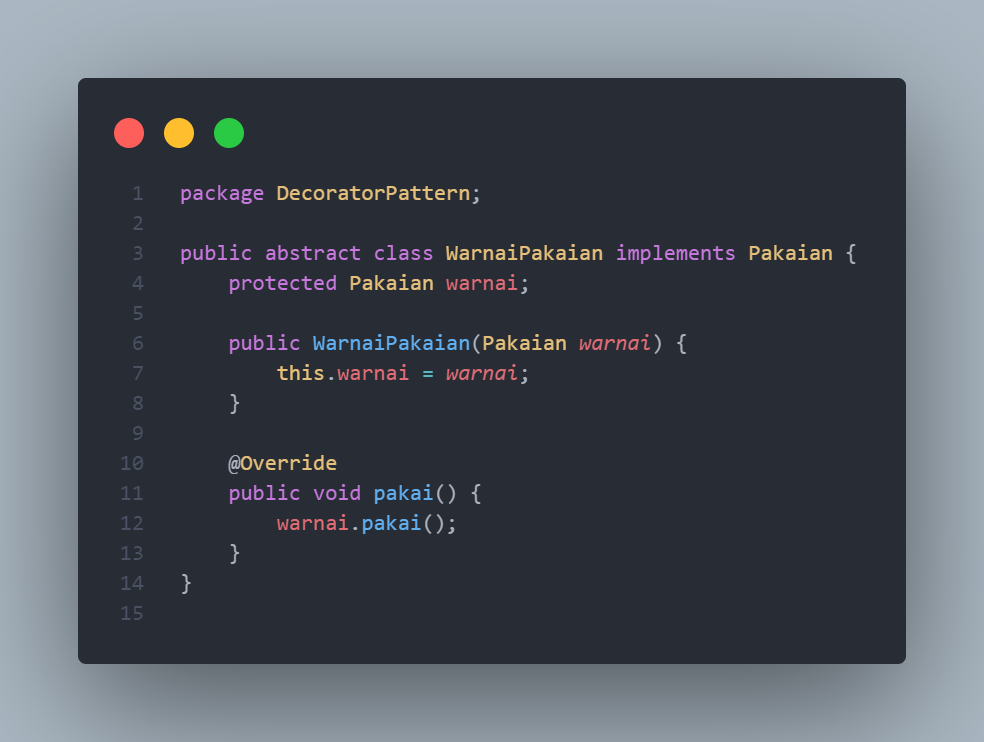 1 package DecoratorPattern;
2
3 public abstract class WarnaiPakaian implements Pakaian {
4     protected Pakaian warnai;
5
6     public WarnaiPakaian(Pakaian warnai) {
7         this.warnai = warnai;
8     }
9
10     @Override
11     public void pakai() {
12         warnai.pakai();
13     }
14 }
15